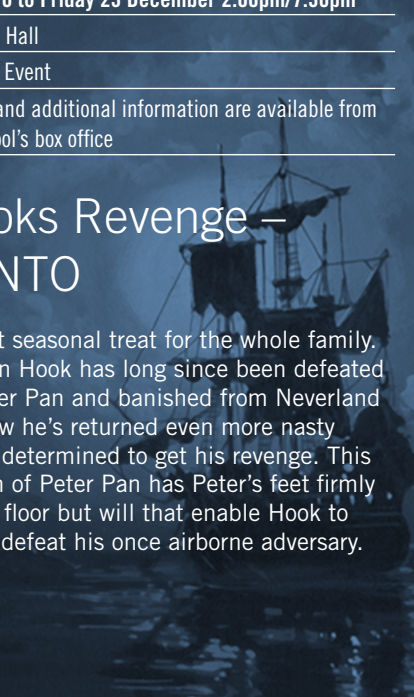 to Friday 23 December 2.00pm/7.30pm
Hall
Event
and additional information are available from
ol's box office
oks Revenge –
NTO
t seasonal treat for the whole family.
n Hook has long since been defeated
er Pan and banished from Neverland
w he's returned even more nasty
determined to get his revenge. This
n of Peter Pan has Peter's feet firmly
floor but will that enable Hook to
defeat his once airborne adversary.